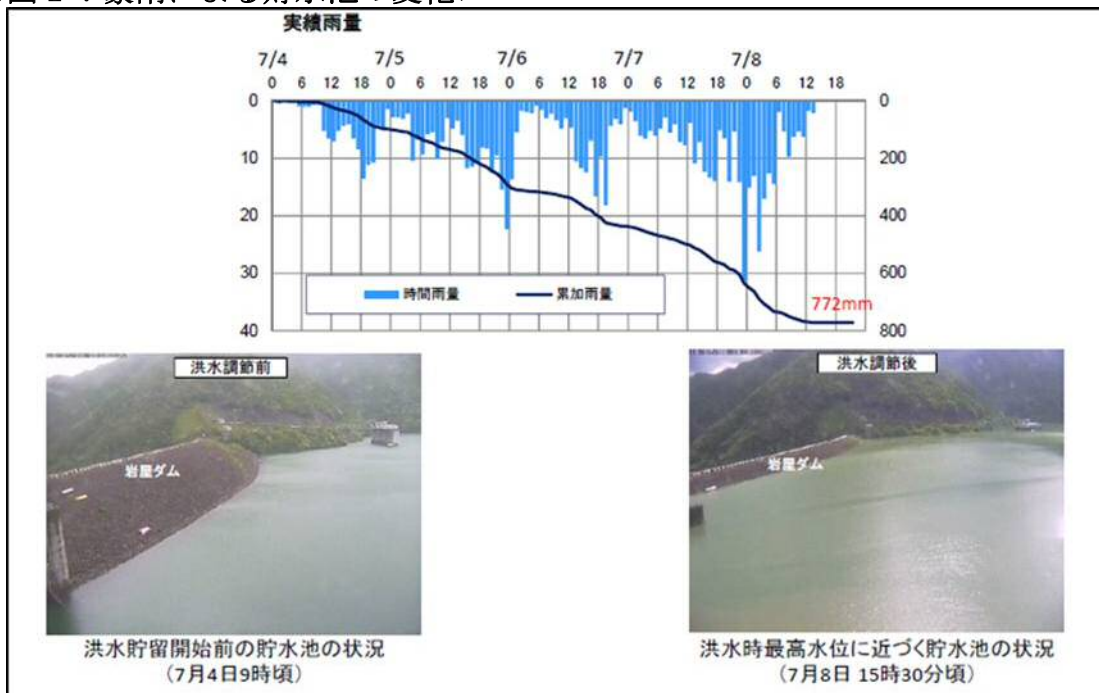 実績雨量
7/4 7/5 7/6 7/7 7/8
0 6 12 18 0 6 12 18 0 6 12 18 0 6 12 18 0 6 12 18
0 0
10 200
20 400
30 600
時間雨量 累加雨量
772mm
40 800
洪水調節前 洪水調節後
岩屋ダム 岩屋ダム
洪水貯留開始前の貯水池の状況
(7月4日9時頃)
洪水時最高水位に近づく貯水池の状況
(7月8日 15時30分頃)